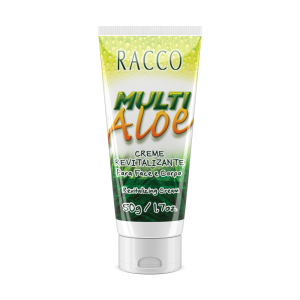 RACCO
MULTI
Aloe
CREME
REVITALIZANTE
Para Face e Corpo
Revitalizing Cream
50g / 1,7oz.